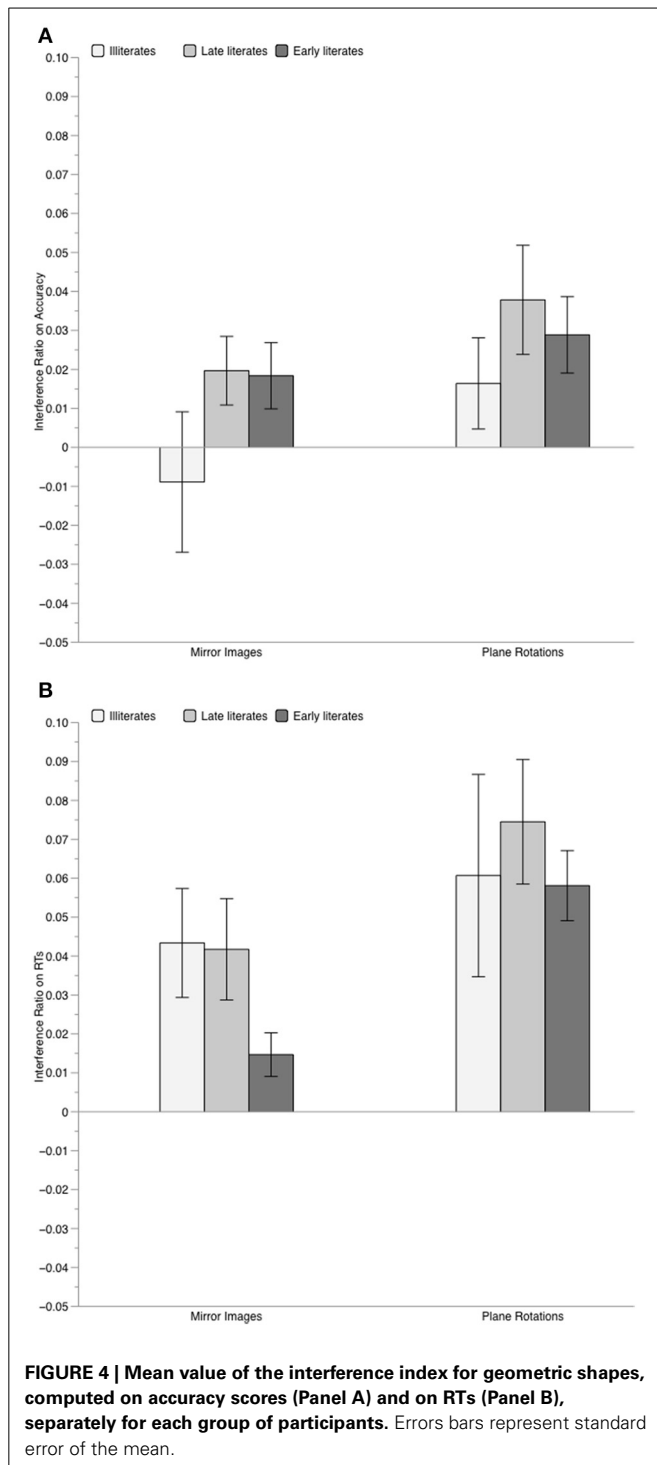 A
Illiterates Late literates Early literates
0.10
0.09
0.08
0.07
0.06
0.05
0.04
0.03
0.02
0.01
0
−0.01
−0.02
−0.03
−0.04
−0.05
Interference Ratio on Accuracy
Mirror Images Plane Rotations
B
Illiterates Late literates Early literates
0.10
0.09
0.08
0.07
0.06
0.05
0.04
0.03
0.02
0.01
0
−0.01
−0.02
−0.03
−0.04
−0.05
Interference Ratio on RTs
Mirror Images Plane Rotations
FIGURE 4 | Mean value of the interference index for geometric shapes,
computed on accuracy scores (Panel A) and on RTs (Panel B),
separately for each group of participants. Errors bars represent standard
error of the mean.